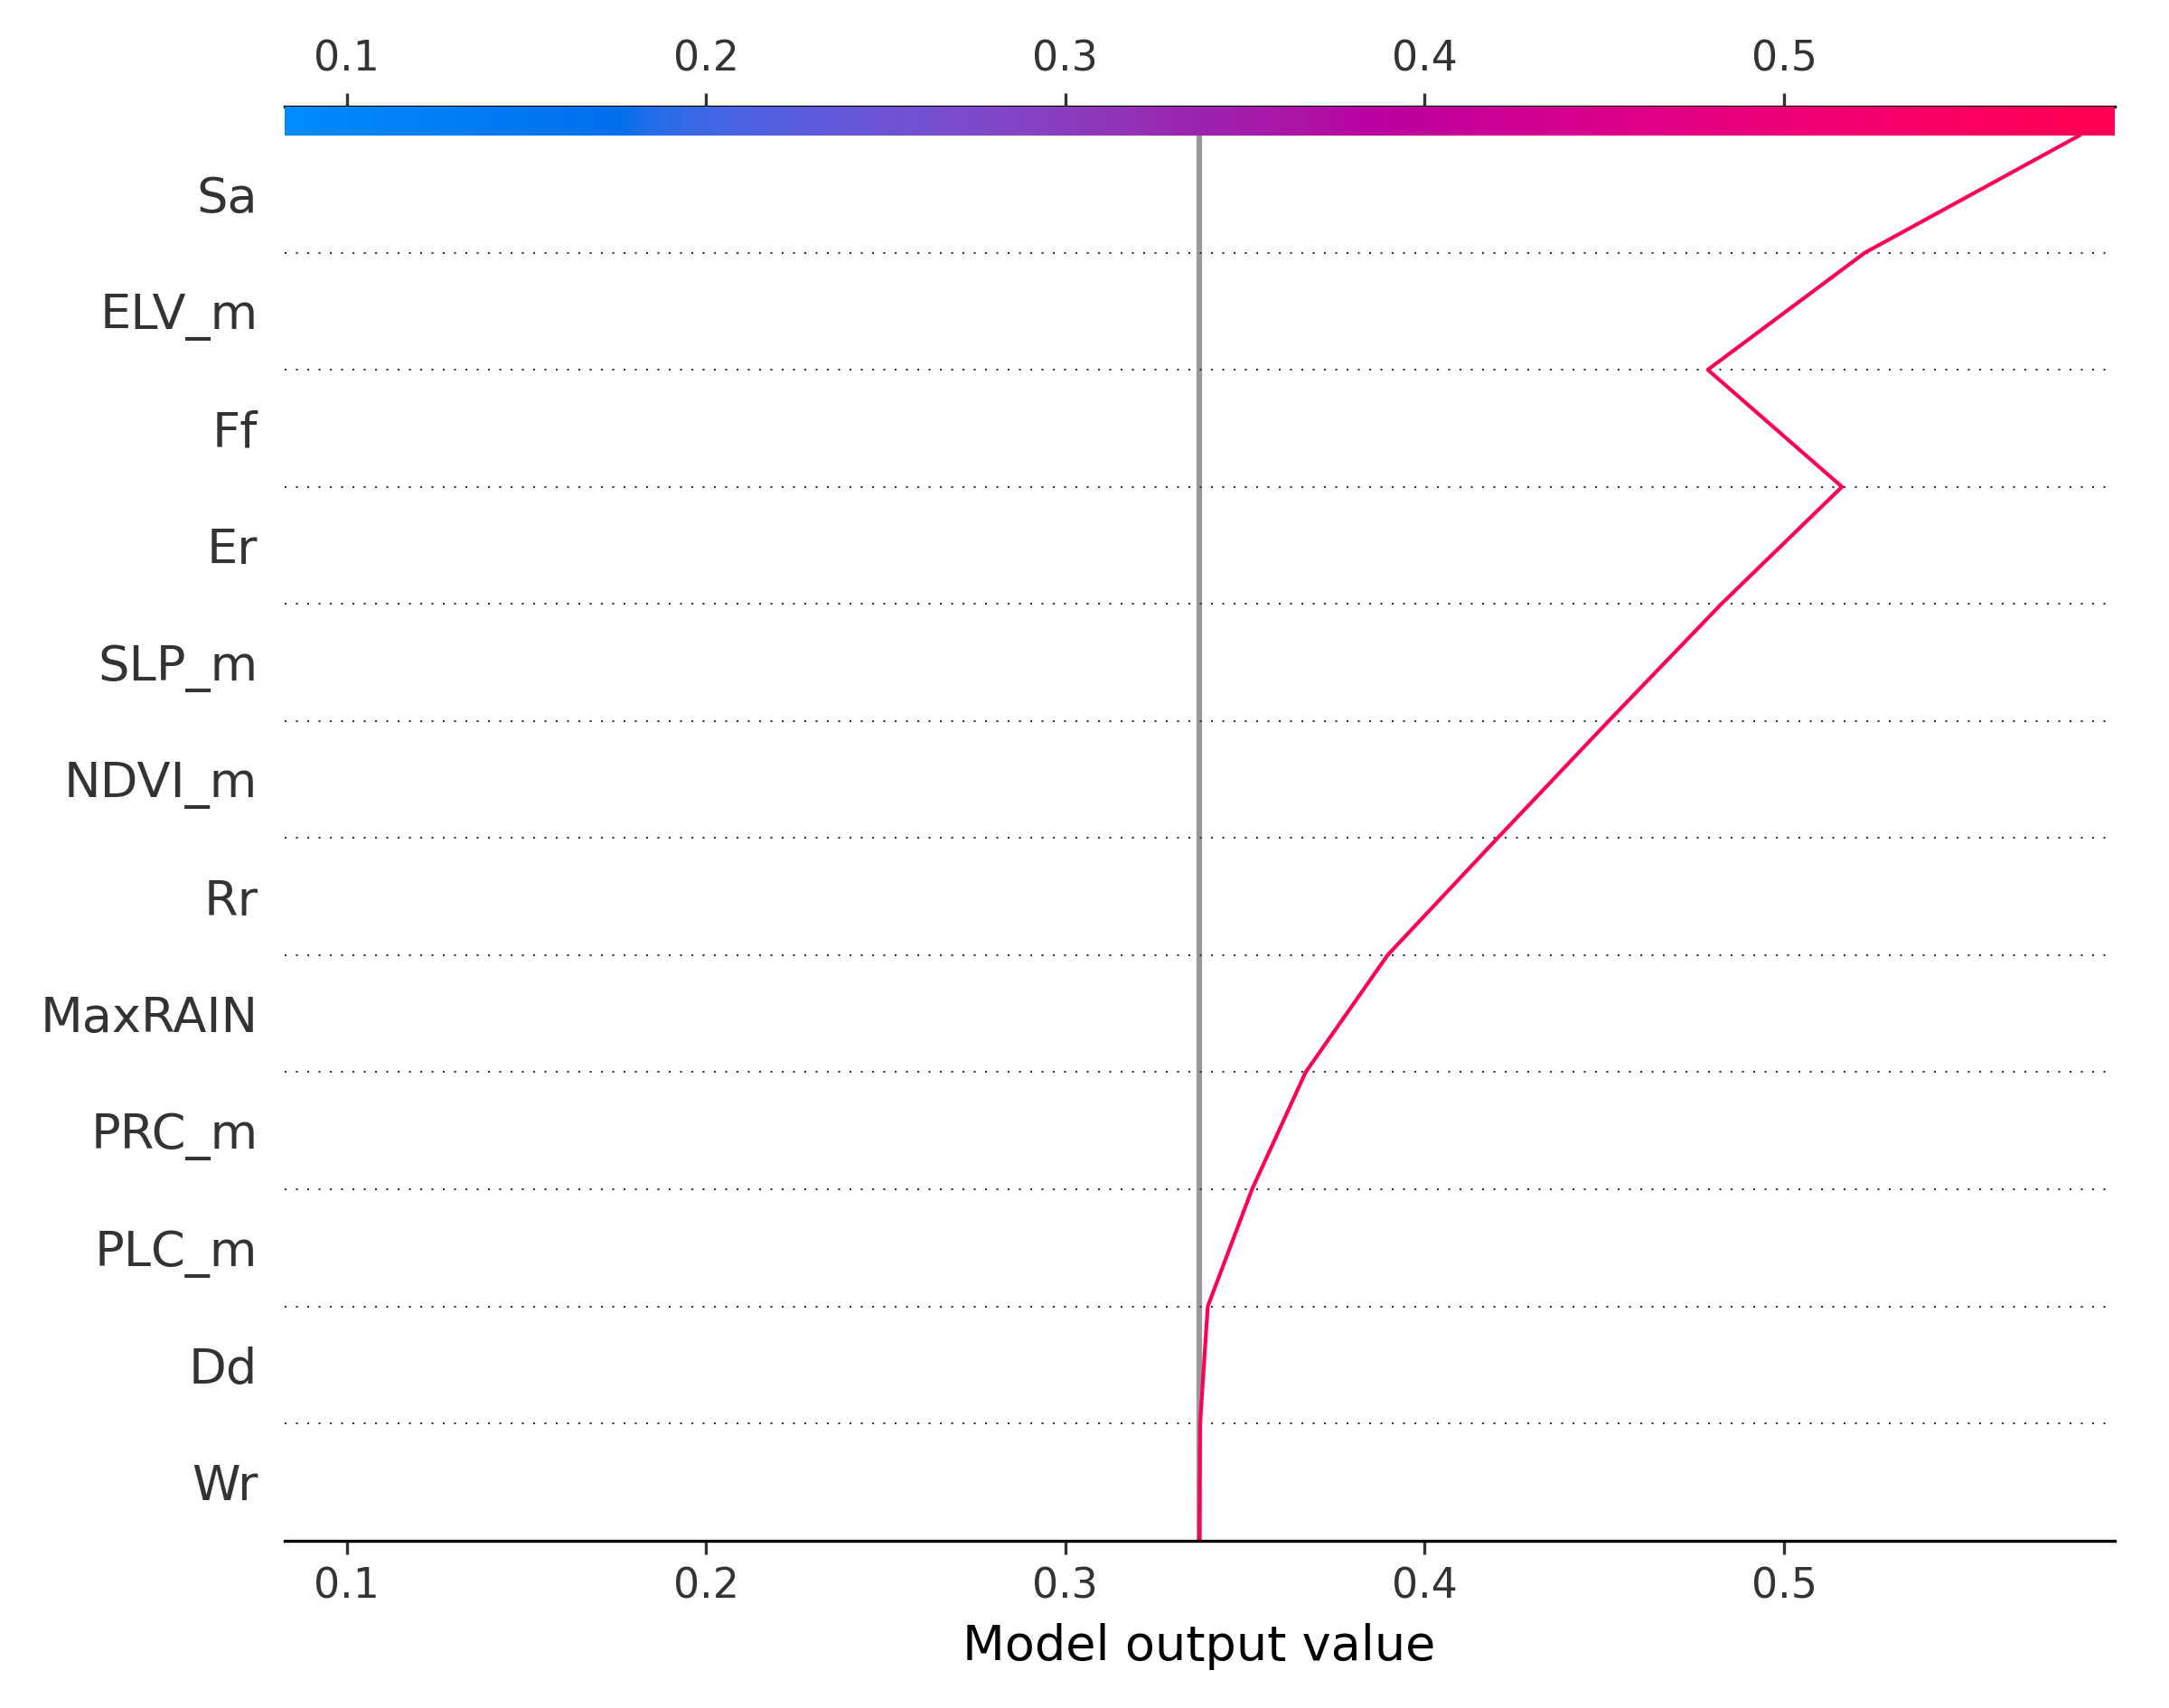 0.1 0.2 0.3 0.4 0.5
Sa
ELV_m
Ff
Er
SLP_m
NDVI_m
Rr
MaxRAIN
PRC_m
PLC_m
Dd
Wr
0.1 0.2 0.3 0.4 0.5
Model output value